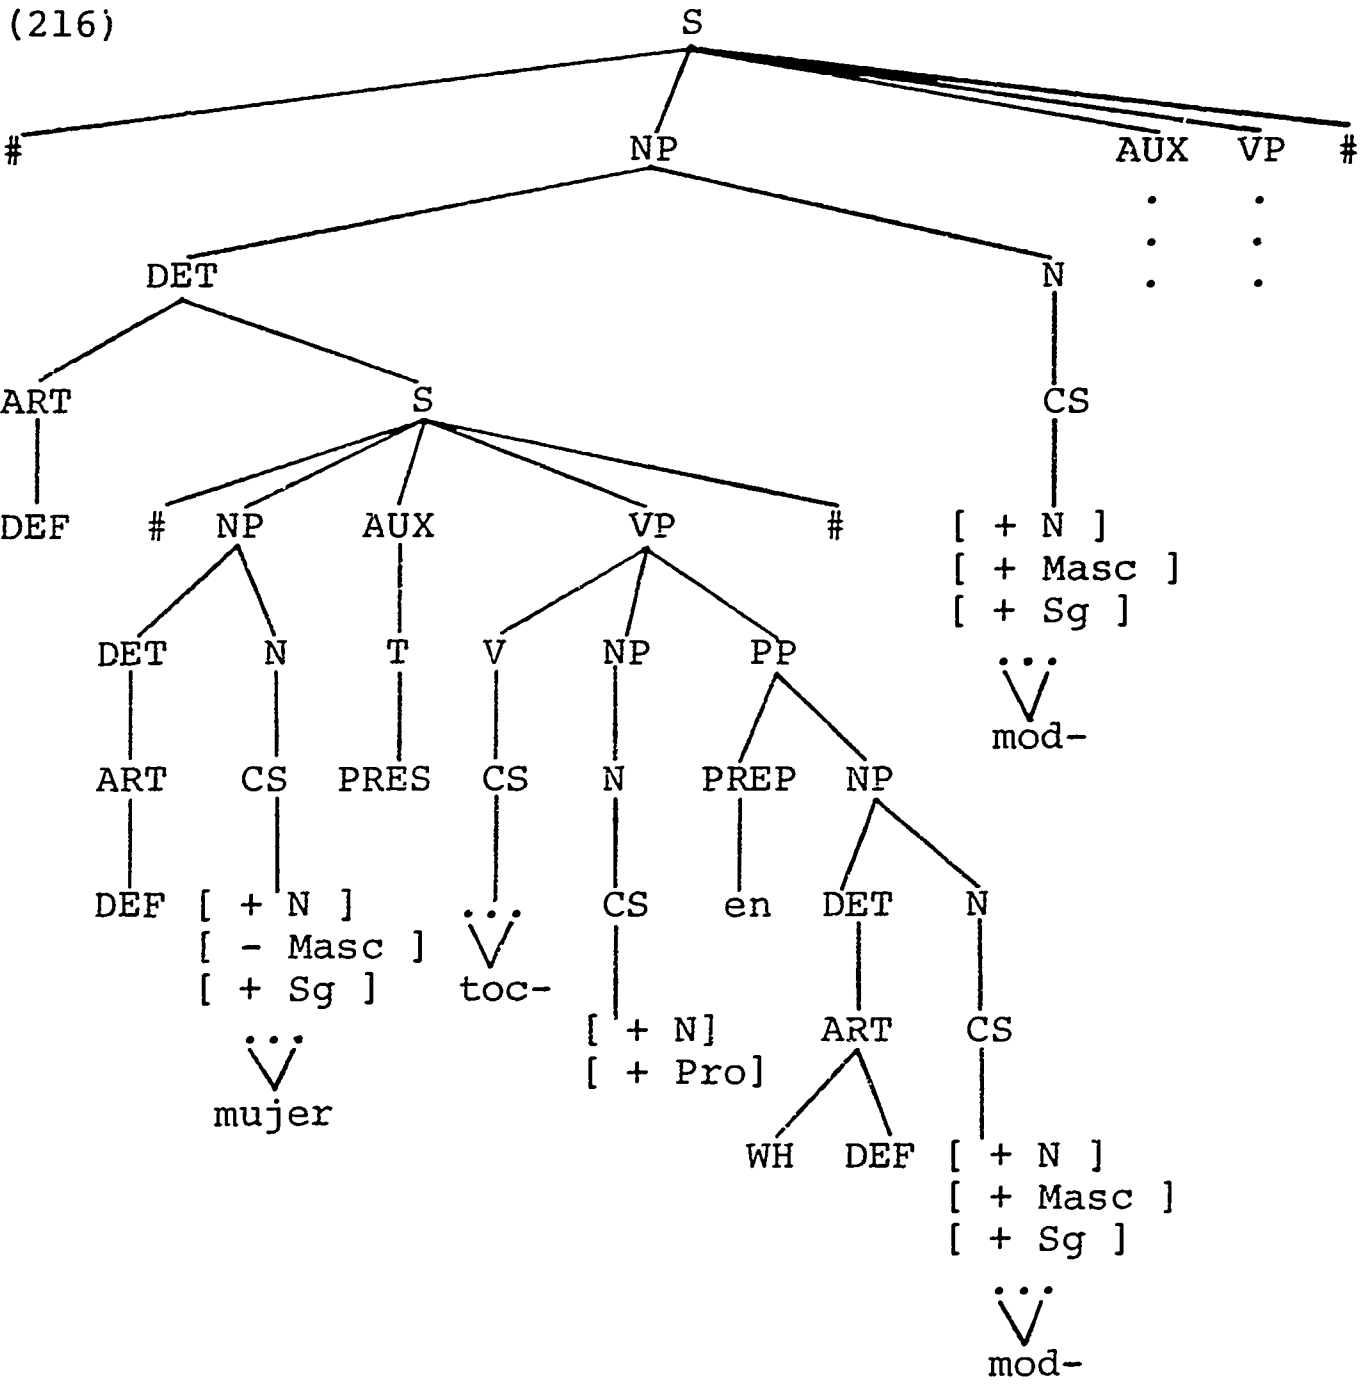 (216) S
# NP AUX VP #
. .
. .
DET N . .
ART S CS
DEF # NP AUX VP # [ + N ]
[ + Masc ]
[ + Sg ]
DET N T V NP PP ...
mod-
ART CS PRES CS N PREP NP
DEF [ + N ] ... CS en DET N
[ - Masc ]
[ + Sg ] toc-
... [ + N] ART CS
[ + Pro]
mujer
WH DEF [ + N ]
[ + Masc ]
[ + Sg ]
...
mod-